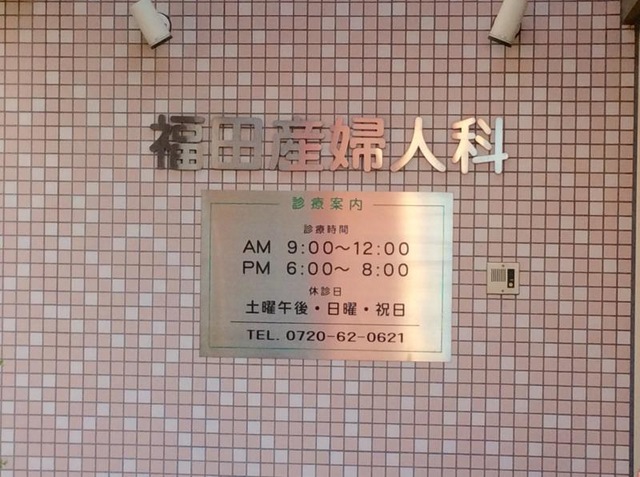 福田産婦人科
診療案内
診療時間
AM 9:00〜12:00
PM 6:00〜 8:00
休診日
土曜午後・日曜・祝日
TEL. 0720-62-0621